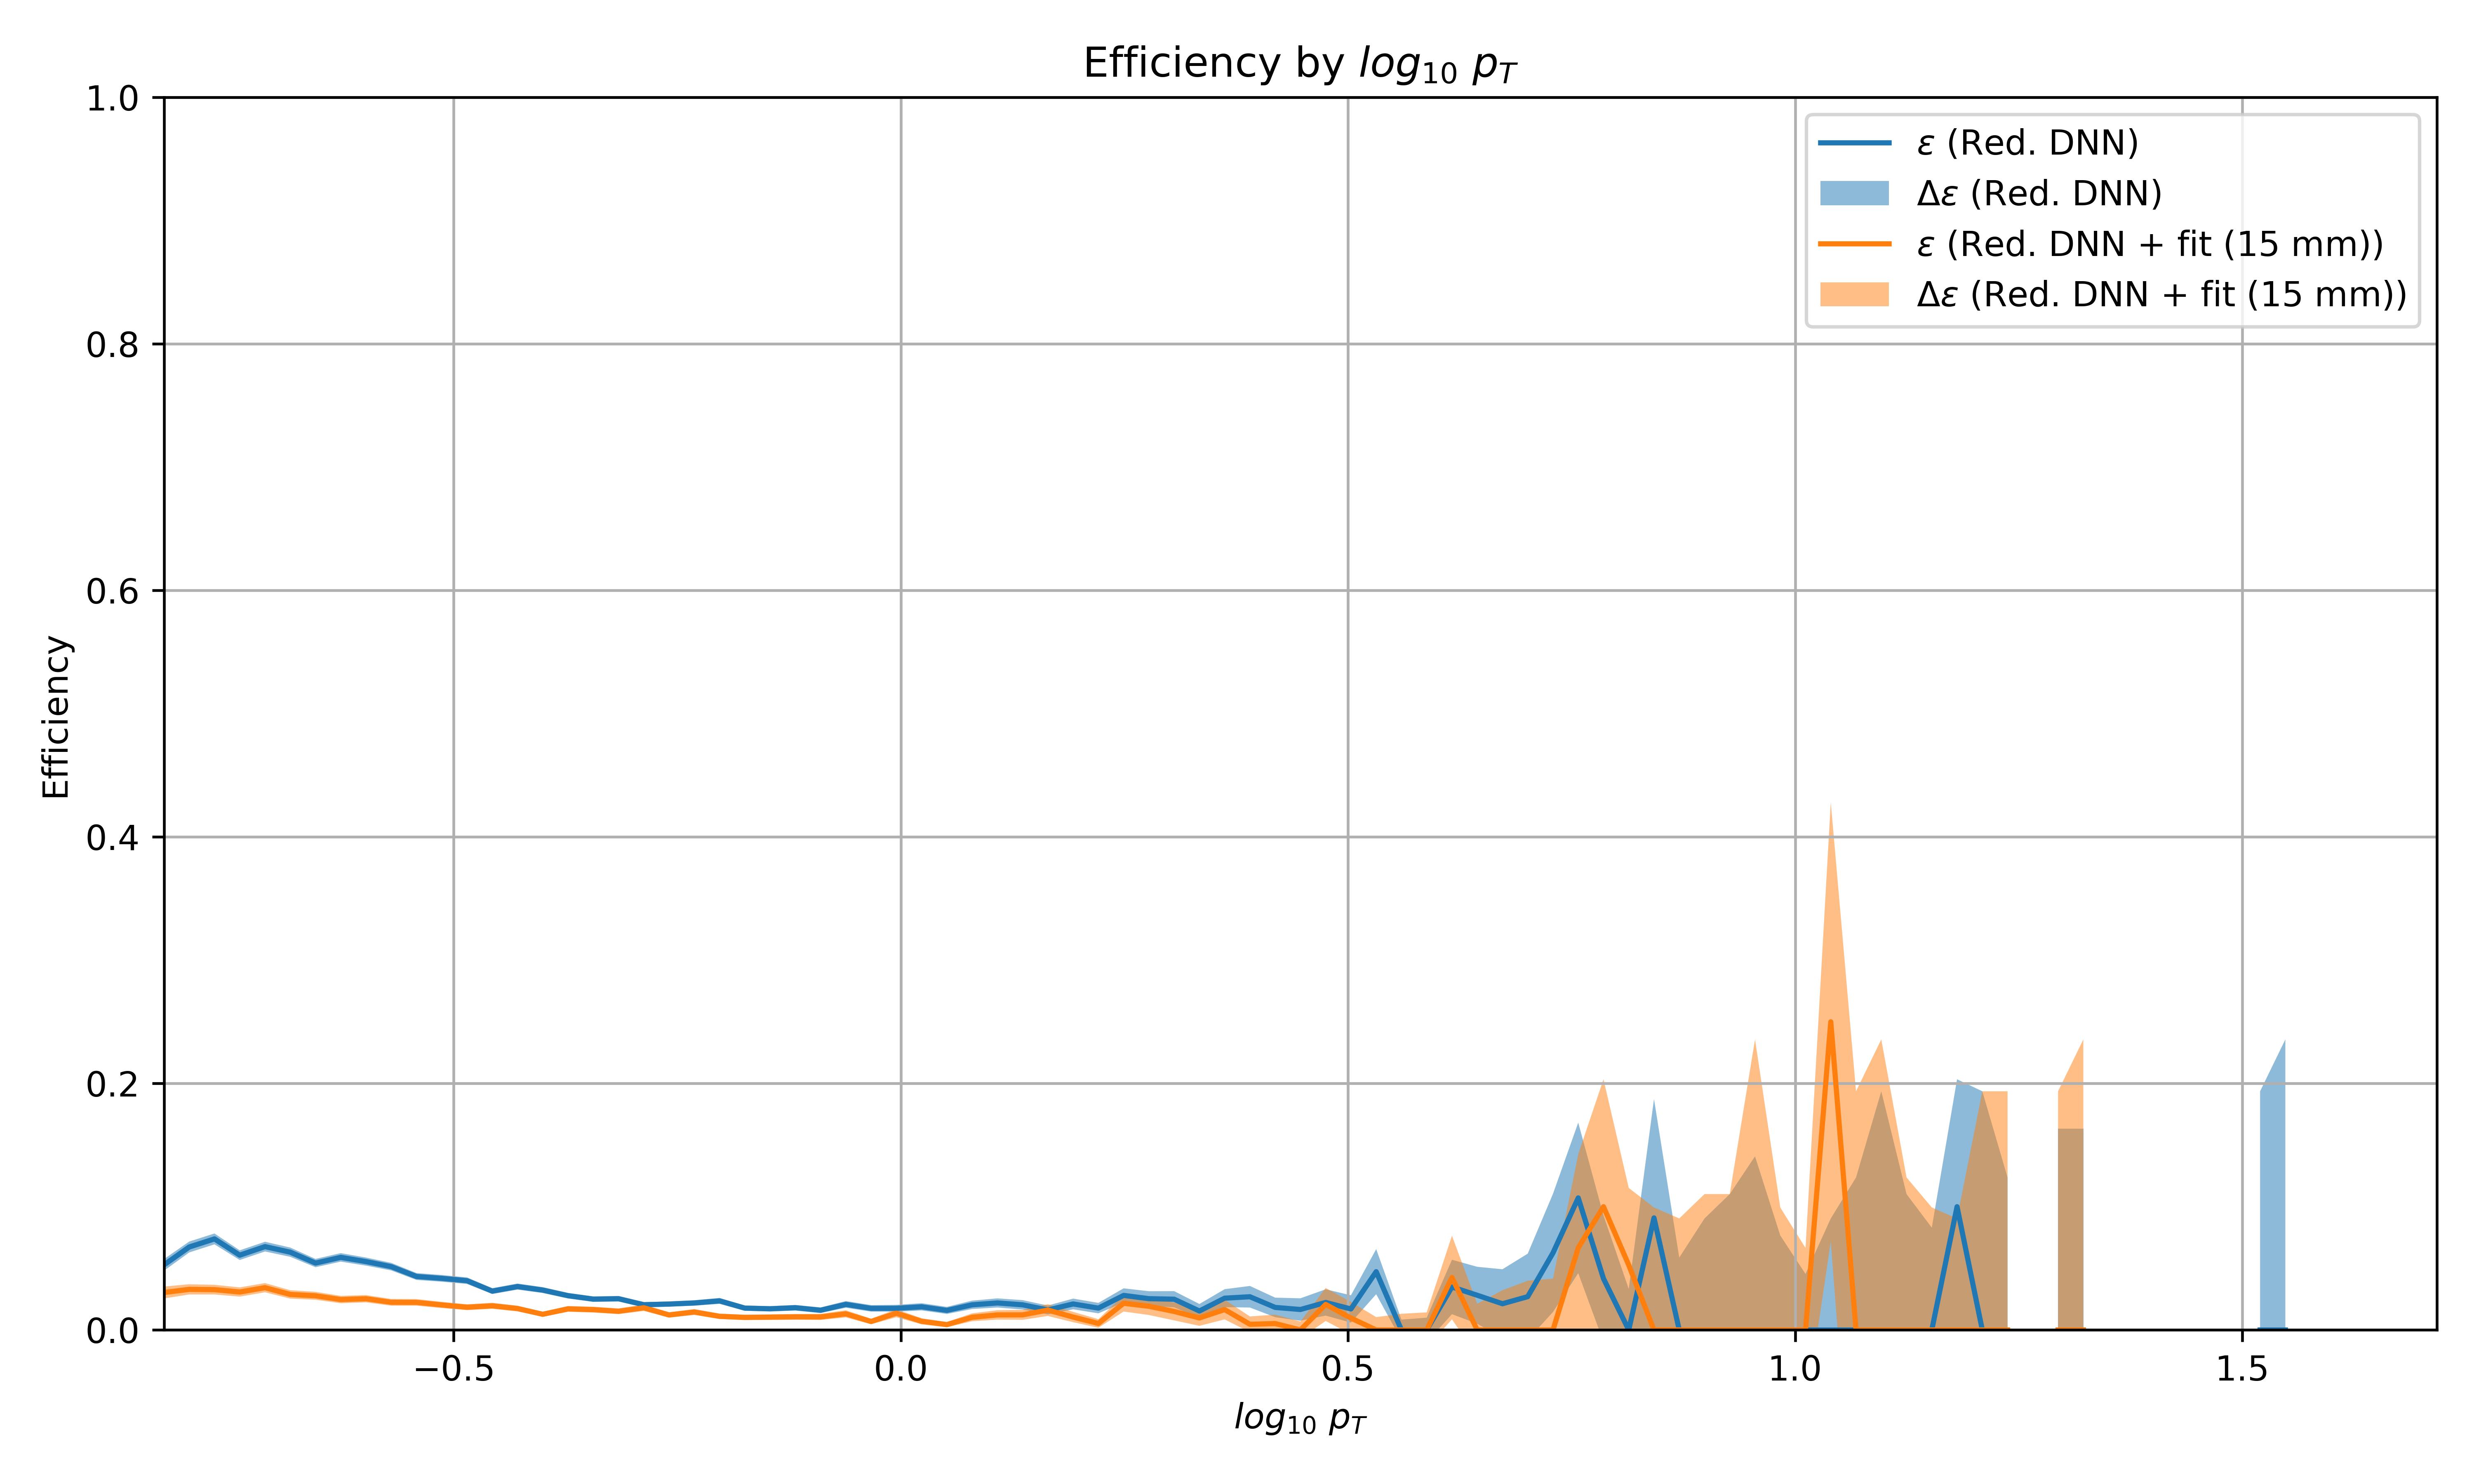 Efficiency by log₁₀ p_T
1.0
0.8
0.6
0.4
0.2
0.0
Efficiency
ε (Red. DNN)
Δε (Red. DNN)
ε (Red. DNN + fit (15 mm))
Δε (Red. DNN + fit (15 mm))
−0.5 0.0 0.5 1.0 1.5
log₁₀ p_T